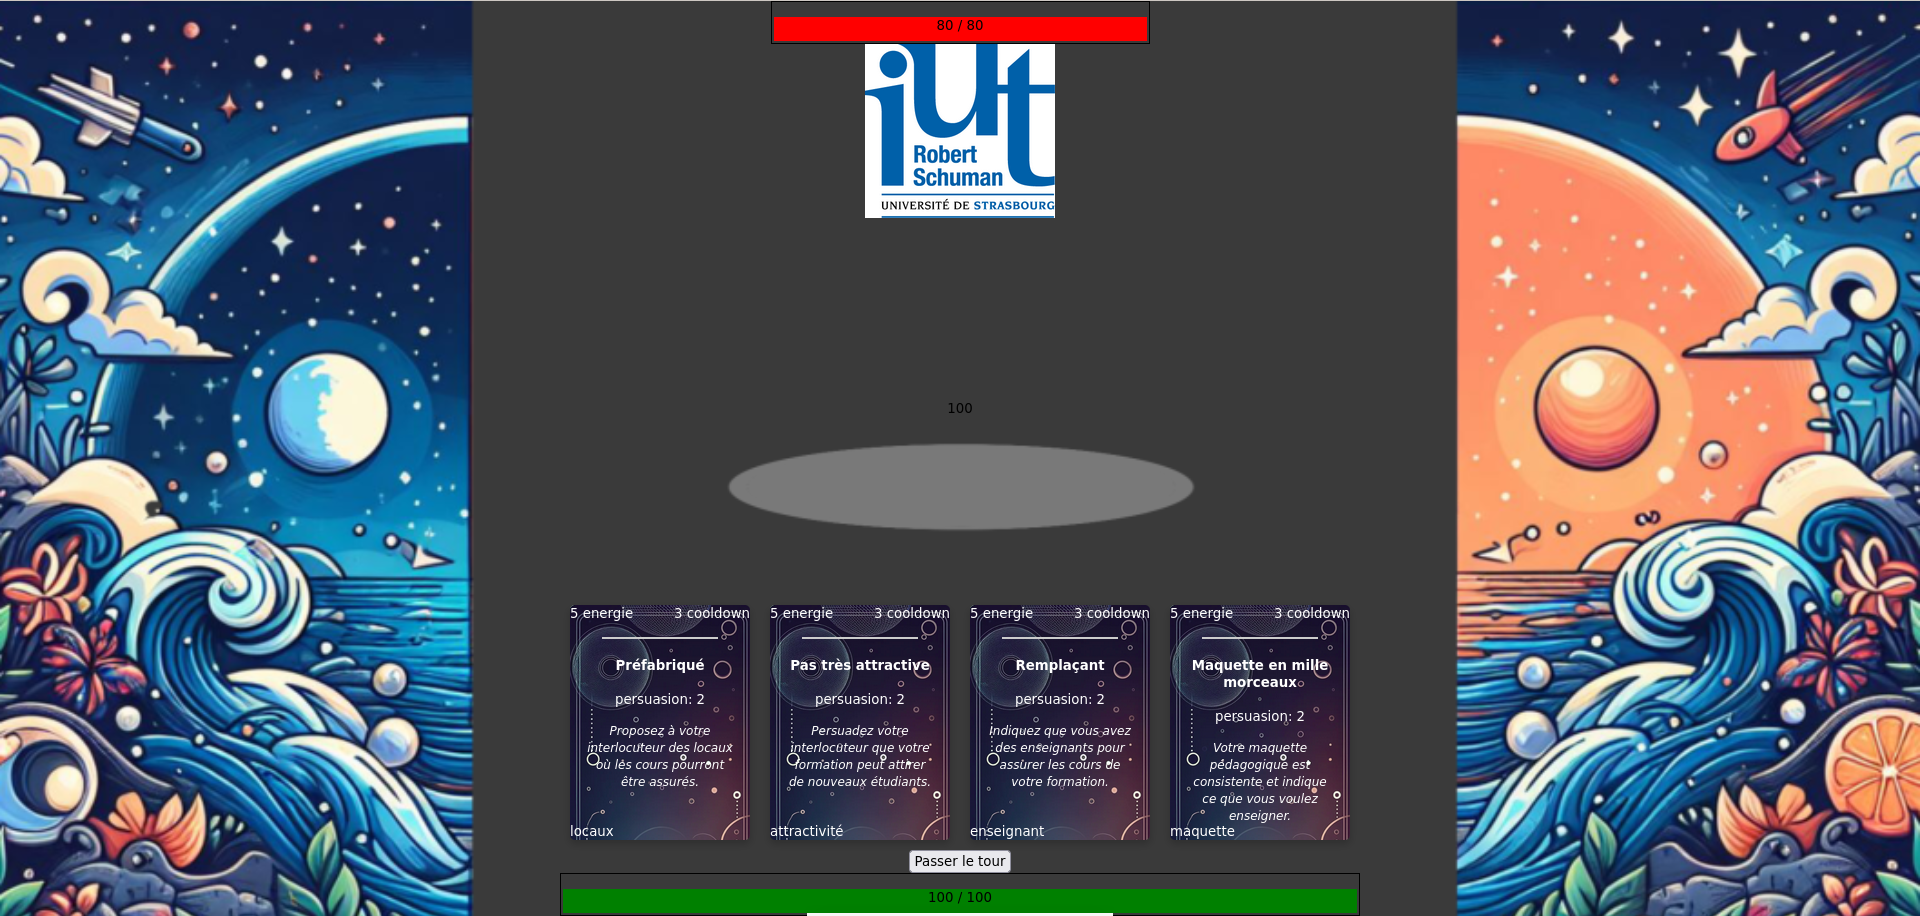 80 / 80
iut
Robert
Schuman
UNIVERSITÉ DE STRASBOURG
100
5 energie 3 cooldown
Préfabriqué
persuasion: 2
Proposez à votre
interlocuteur des locaux
où les cours pourront
être assurés.
locaux
5 energie 3 cooldown
Pas très attractive
persuasion: 2
Persuadez votre
interlocuteur que votre
formation peut attirer
de nouveaux étudiants.
attractivité
5 energie 3 cooldown
Remplaçant
persuasion: 2
Indiquez que vous avez
des enseignants pour
assurer les cours de
votre formation.
enseignant
5 energie 3 cooldown
Maquette en mille
morceaux
persuasion: 2
Votre maquette
pédagogique est
consistente et indique
ce que vous voulez
enseigner.
maquette
Passer le tour
100 / 100